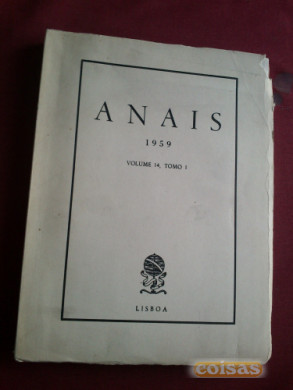 ANAIS
1959
VOLUME 14, TOMO I
LISBOA
coisas